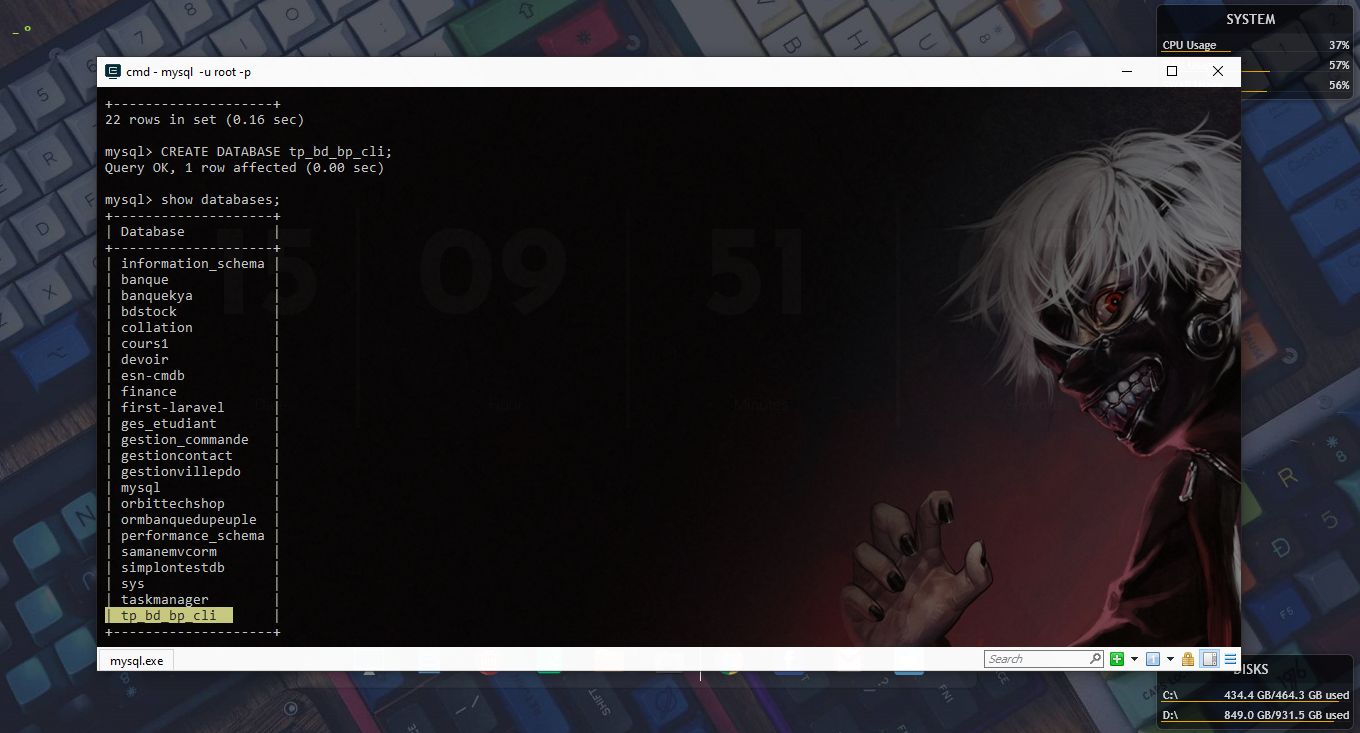 SYSTEM
CPU Usage 37%
57%
56%
cmd - mysql -u root -p
+---------------------+
22 rows in set (0.16 sec)
mysql> CREATE DATABASE tp_bd_bp_cli;
Query OK, 1 row affected (0.00 sec)
mysql> show databases;
+---------------------+
| Database |
+---------------------+
| information_schema |
| banque |
| banquekya |
| bdstock |
| collation |
| cours1 |
| devoir |
| esn-cmdb |
| finance |
| first-laravel |
| ges_etudiant |
| gestion_commande |
| gestioncontact |
| gestionvillepdo |
| mysql |
| orbittechshop |
| ormbanquedupeuple |
| performance_schema |
| samanemvcorm |
| simplontestdb |
| sys |
| taskmanager |
| tp_bd_bp_cli |
+---------------------+
15 09 51
mysql.exe
Search
DISKS
C:\ 434.4 GB/464.3 GB used
D:\ 849.0 GB/931.5 GB used